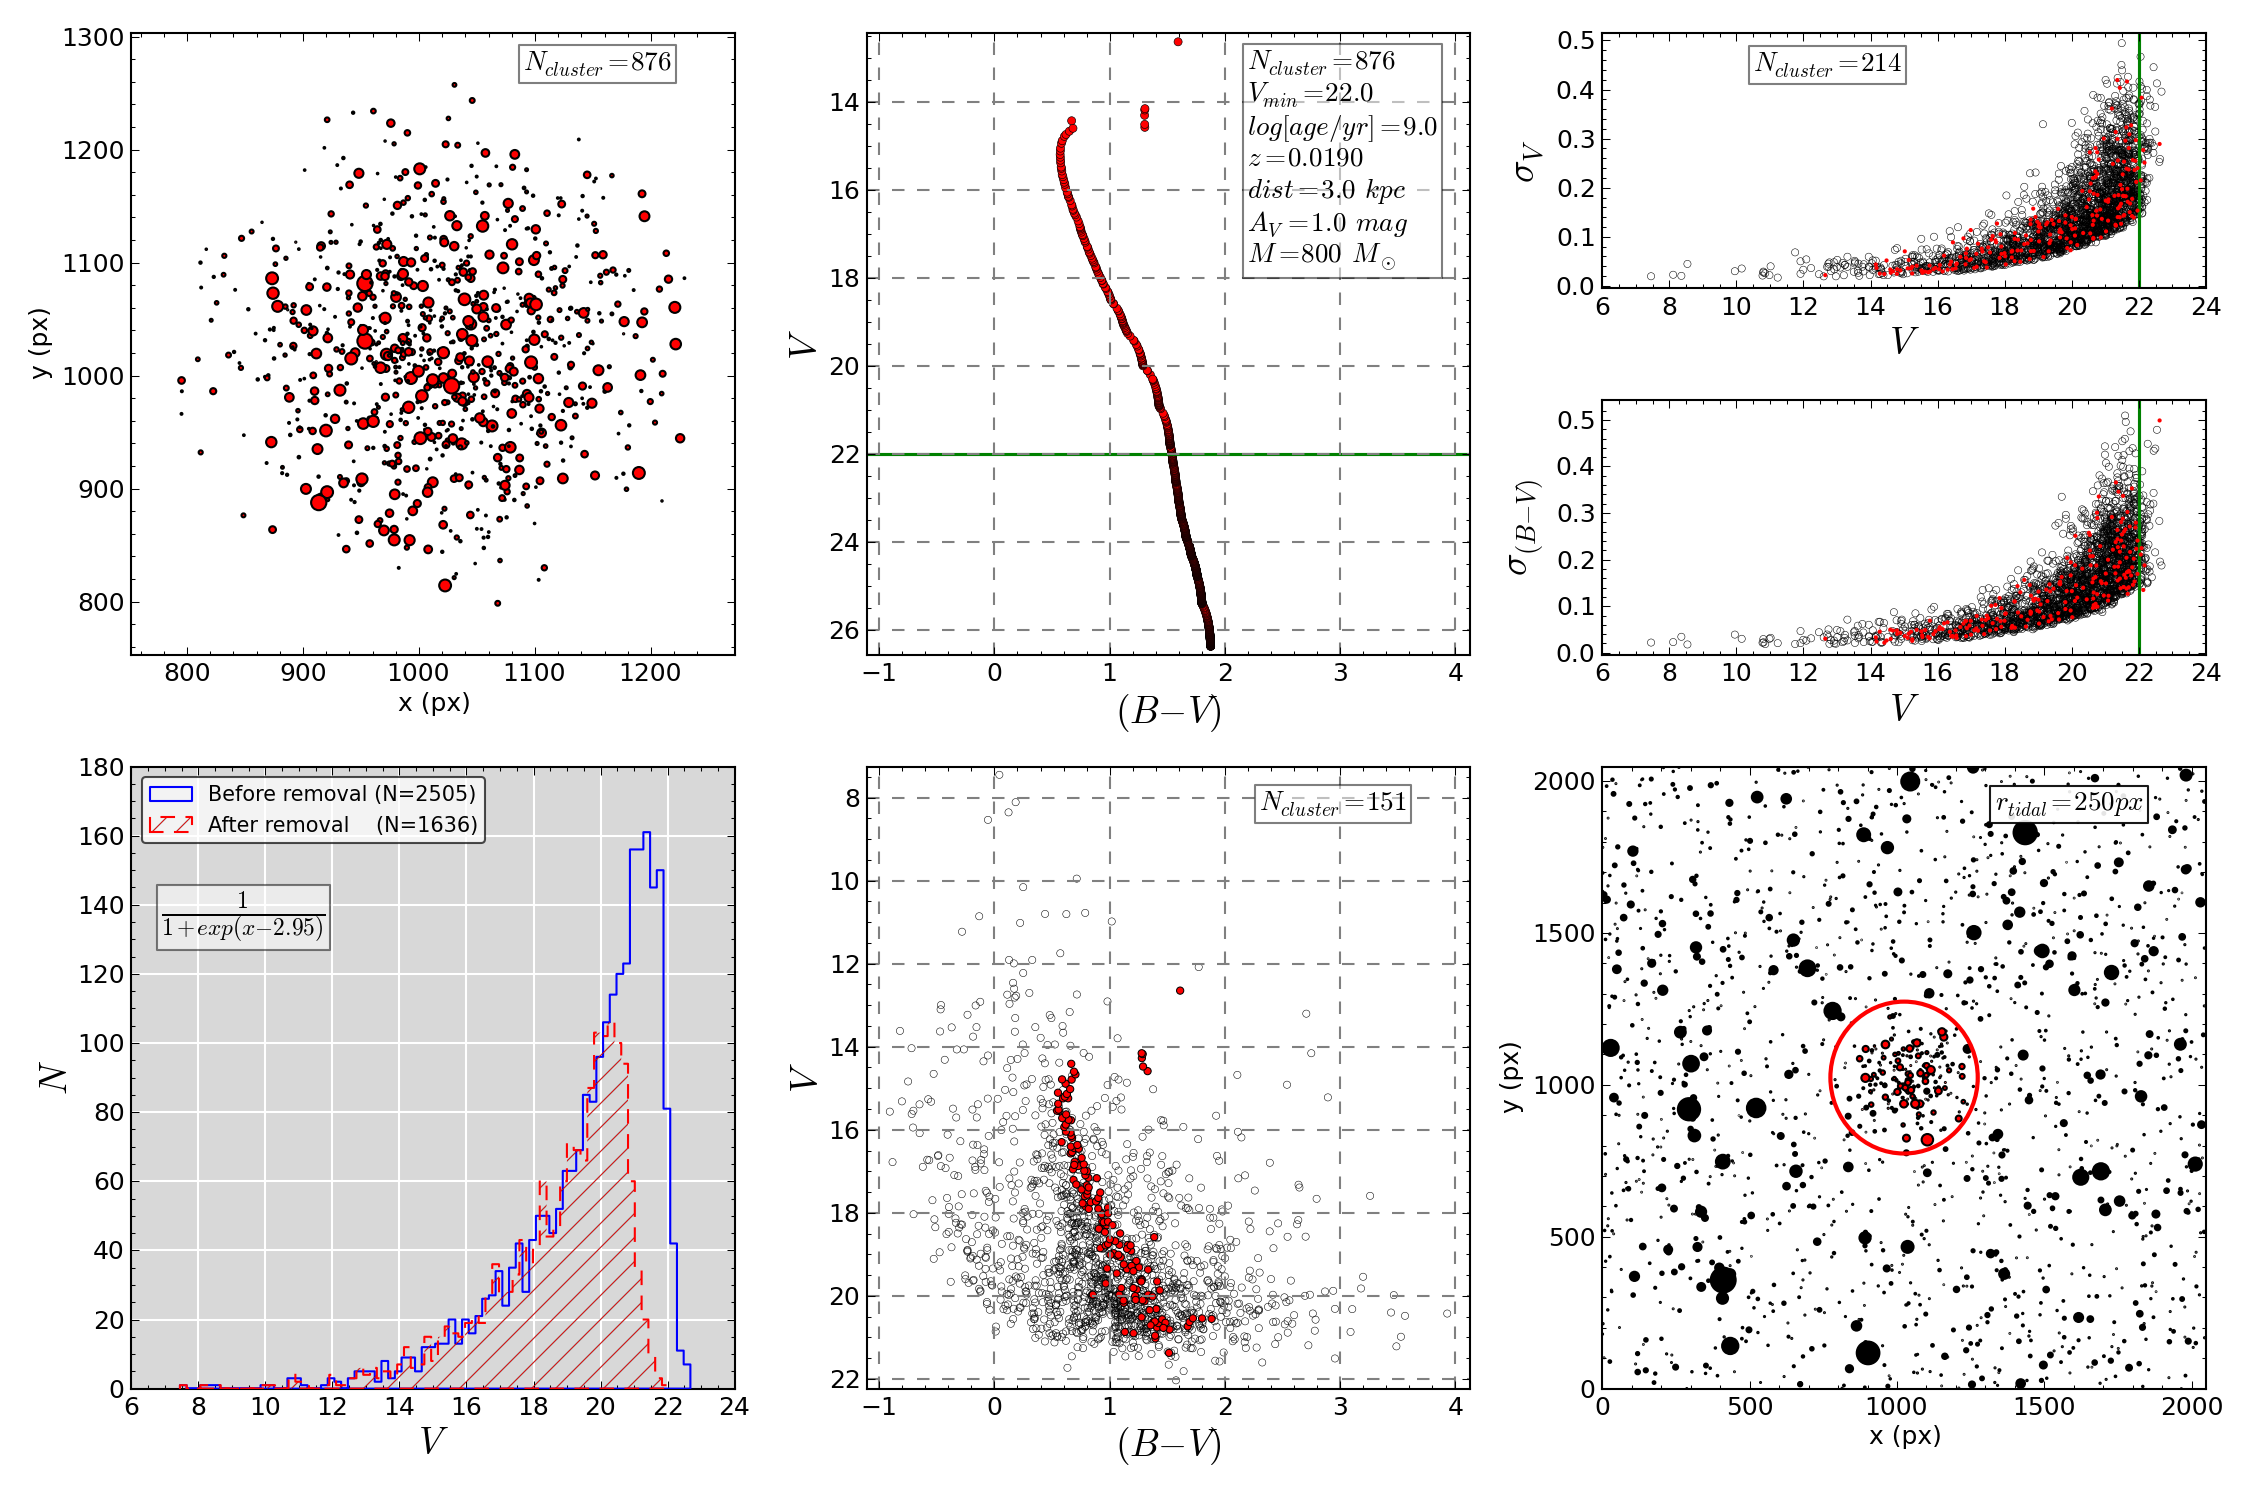 1300
1200
1100
1000
900
800
y (px)
800 900 1000 1100 1200
x (px)
N_cluster = 876
14
16
18
20
22
24
26
V
−1 0 1 2 3 4
(B−V)
N_cluster = 876
V_min = 22.0
log[age/yr] = 9.0
z = 0.0190
dist = 3.0 kpc
A_V = 1.0 mag
M = 800 M_⊙
0.5
0.4
0.3
0.2
0.1
0.0
σ_V
6 8 10 12 14 16 18 20 22 24
V
N_cluster = 214
0.5
0.4
0.3
0.2
0.1
0.0
σ_(B−V)
6 8 10 12 14 16 18 20 22 24
V
180
160
140
120
100
80
60
40
20
0
N
6 8 10 12 14 16 18 20 22 24
V
Before removal (N=2505)
After removal (N=1636)
1
1+exp(x−2.95)
8
10
12
14
16
18
20
22
V
−1 0 1 2 3 4
(B−V)
N_cluster = 151
2000
1500
1000
500
0
y (px)
0 500 1000 1500 2000
x (px)
r_tidal = 250px